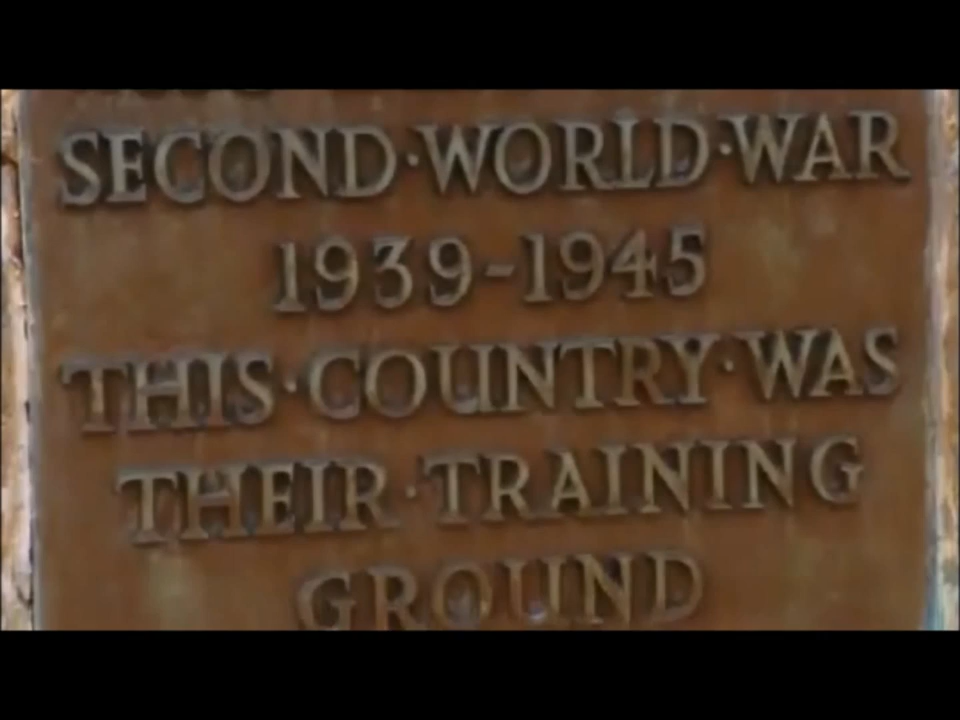 SECOND·WORLD·WAR
1939-1945
THIS·COUNTRY·WAS
THEIR·TRAINING
GROUND